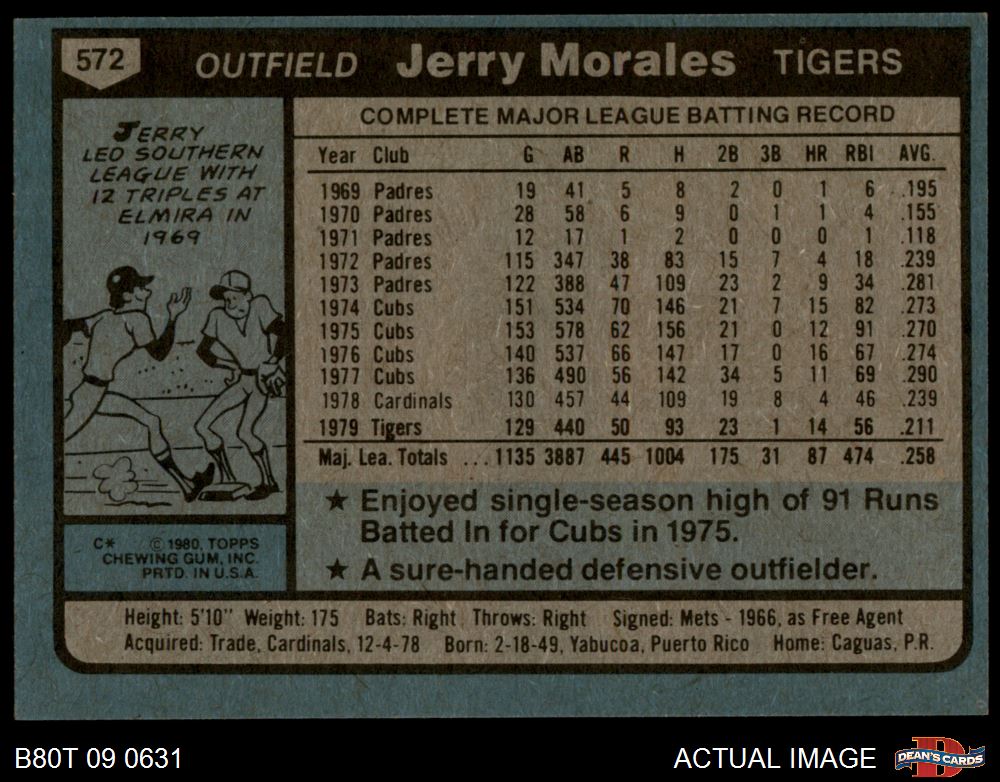 572 OUTFIELD Jerry Morales TIGERS
JERRY
LED SOUTHERN
LEAGUE WITH
12 TRIPLES AT
ELMIRA IN
1969
C* © 1980, TOPPS
CHEWING GUM, INC.
PRTD. IN U.S.A.
COMPLETE MAJOR LEAGUE BATTING RECORD
Year Club G AB R H 2B 3B HR RBI AVG.
1969 Padres 19 41 5 8 2 0 1 6 .195
1970 Padres 28 58 6 9 0 1 1 4 .155
1971 Padres 12 17 1 2 0 0 0 1 .118
1972 Padres 115 347 38 83 15 7 4 18 .239
1973 Padres 122 388 47 109 23 2 9 34 .281
1974 Cubs 151 534 70 146 21 7 15 82 .273
1975 Cubs 153 578 62 156 21 0 12 91 .270
1976 Cubs 140 537 66 147 17 0 16 67 .274
1977 Cubs 136 490 56 142 34 5 11 69 .290
1978 Cardinals 130 457 44 109 19 8 4 46 .239
1979 Tigers 129 440 50 93 23 1 14 56 .211
Maj. Lea. Totals ... 1135 3887 445 1004 175 31 87 474 .258
★ Enjoyed single-season high of 91 Runs
Batted In for Cubs in 1975.
★ A sure-handed defensive outfielder.
Height: 5'10" Weight: 175 Bats: Right Throws: Right Signed: Mets - 1966, as Free Agent
Acquired: Trade, Cardinals, 12-4-78 Born: 2-18-49, Yabucoa, Puerto Rico Home: Caguas, P.R.
B80T 09 0631 ACTUAL IMAGE D DEAN'S CARDS